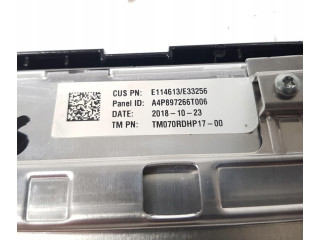 CUS PN: E114613/E33256
Panel ID: A4P897266T006
DATE: 2018-10-23
TM PN: TM070RDHP17-00